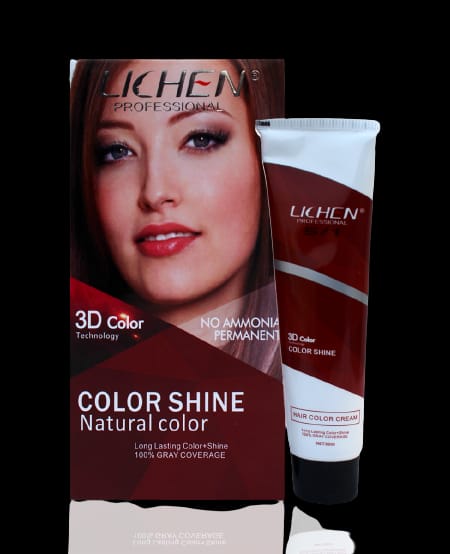 LICHEN®
PROFESSIONAL
3D Color
Technology
NO AMMONIA
PERMANENT
COLOR SHINE
Natural color
Long Lasting Color+Shine
100% GRAY COVERAGE
LICHEN®
PROFESSIONAL
3D Color
COLOR SHINE
HAIR COLOR CREAM
Long Lasting Color+Shine
100% GRAY COVERAGE